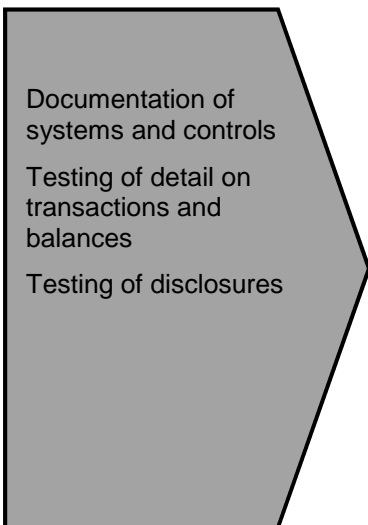 Documentation of
systems and controls
Testing of detail on
transactions and
balances
Testing of disclosures